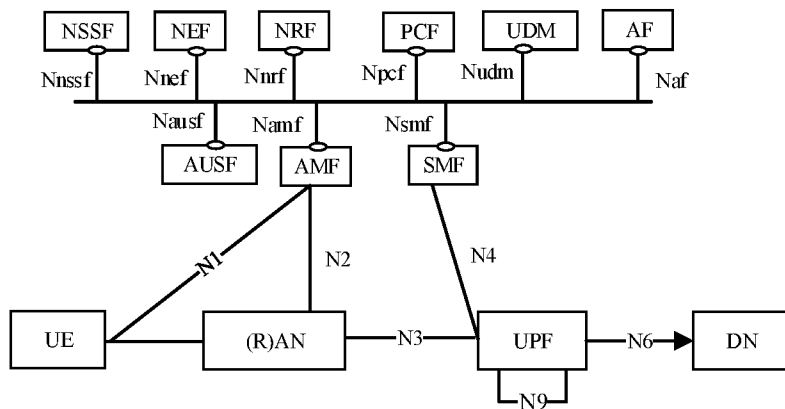 NSSF NEF NRF PCF UDM AF
Nnssf Nnef Nnrf Npcf Nudm Naf
Nausf Namf Nsmf
AUSF AMF SMF
N1 N2 N4
UE (R)AN N3 UPF N6 DN
N9